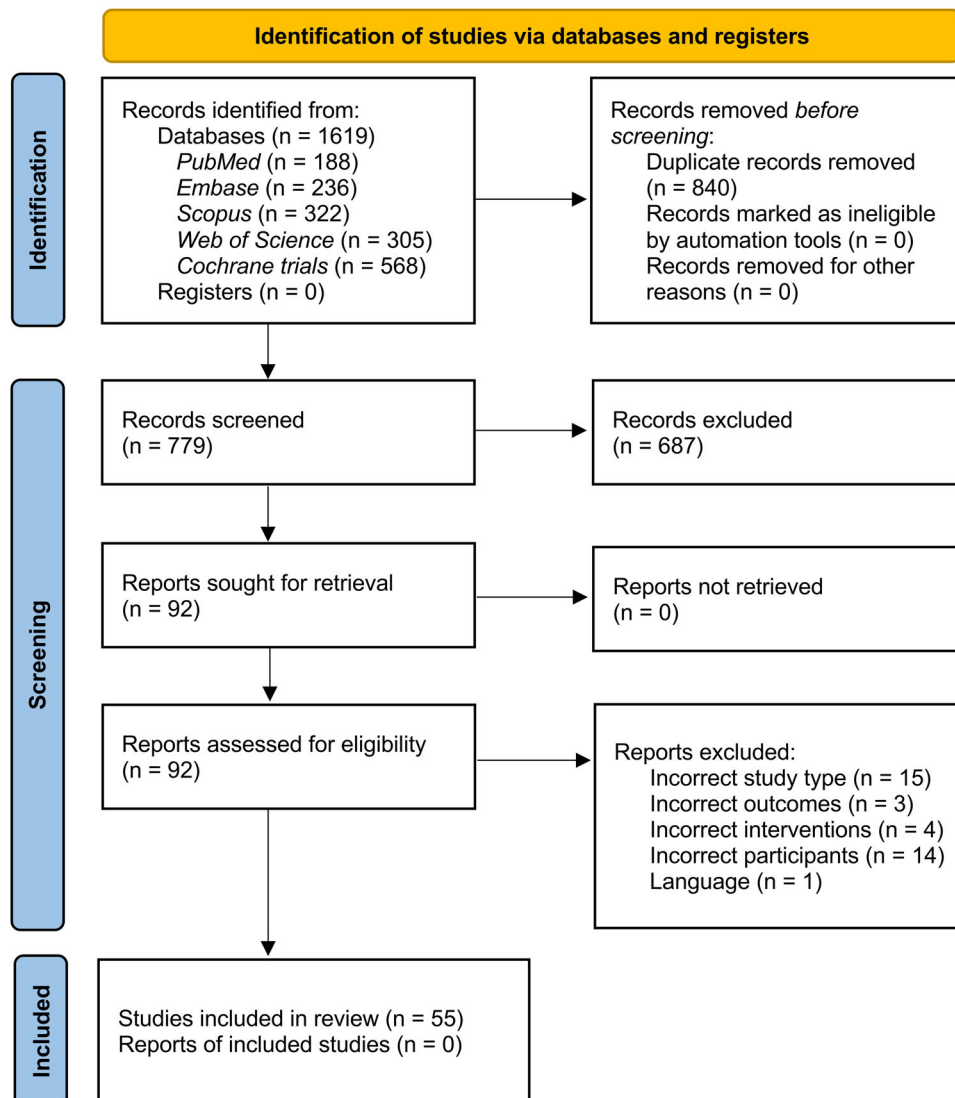 Identification of studies via databases and registers
Identification
Records identified from:
Databases (n = 1619)
PubMed (n = 188)
Embase (n = 236)
Scopus (n = 322)
Web of Science (n = 305)
Cochrane trials (n = 568)
Registers (n = 0)
Records removed before
screening:
Duplicate records removed
(n = 840)
Records marked as ineligible
by automation tools (n = 0)
Records removed for other
reasons (n = 0)
Screening
Records screened
(n = 779)
Records excluded
(n = 687)
Reports sought for retrieval
(n = 92)
Reports not retrieved
(n = 0)
Reports assessed for eligibility
(n = 92)
Reports excluded:
Incorrect study type (n = 15)
Incorrect outcomes (n = 3)
Incorrect interventions (n = 4)
Incorrect participants (n = 14)
Language (n = 1)
Included
Studies included in review (n = 55)
Reports of included studies (n = 0)